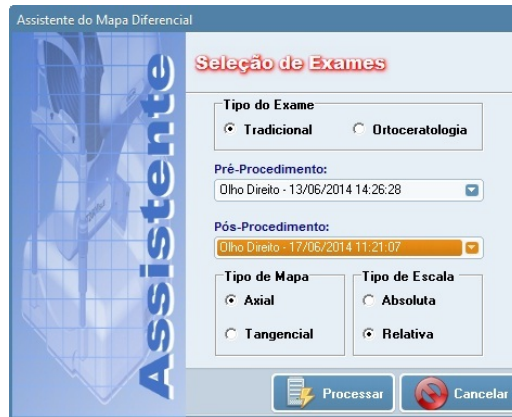 Assistente do Mapa Diferencial
Assistente
Seleção de Exames
Tipo do Exame
Tradicional Ortoceratologia
Pré-Procedimento:
Olho Direito - 13/06/2014 14:26:28
Pós-Procedimento:
Olho Direito - 17/06/2014 11:21:07
Tipo de Mapa Tipo de Escala
Axial Absoluta
Tangencial Relativa
Processar Cancelar